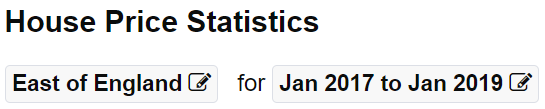 House Price Statistics
East of England for Jan 2017 to Jan 2019